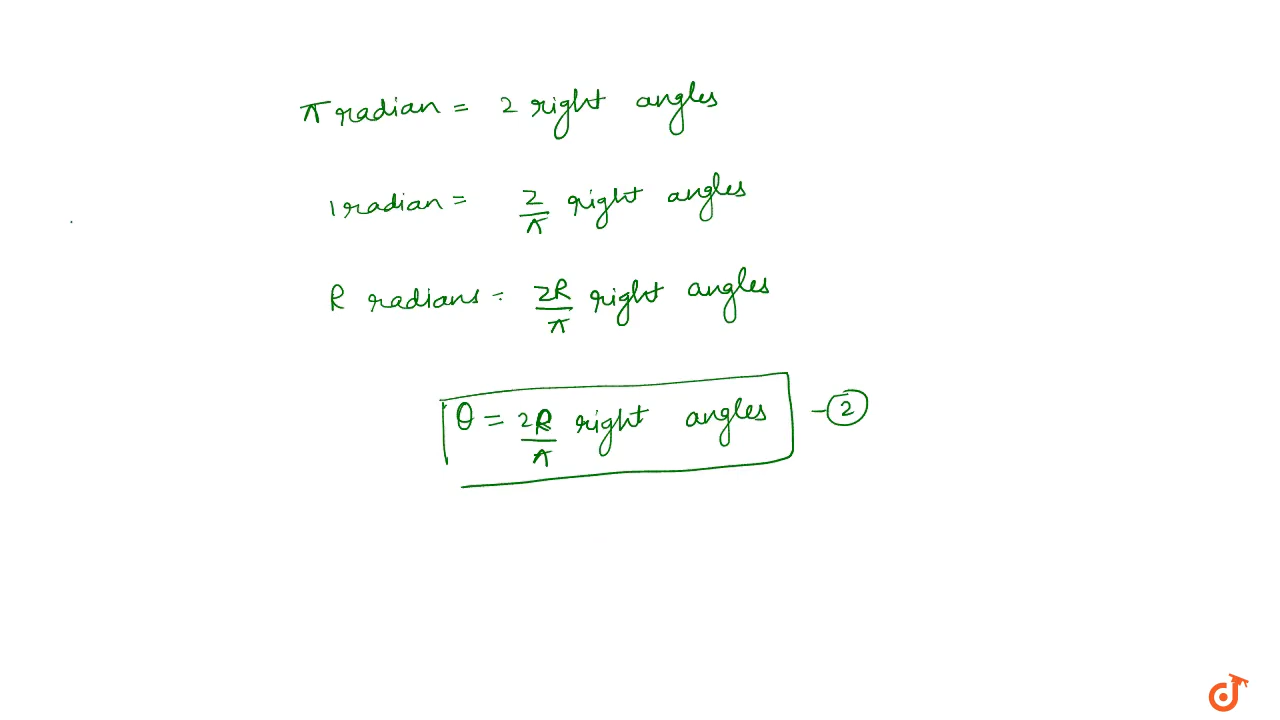 π radian = 2 right angles
1 radian = 2/π right angles
R radians = 2R/π right angles
θ = 2R/π right angles - ②